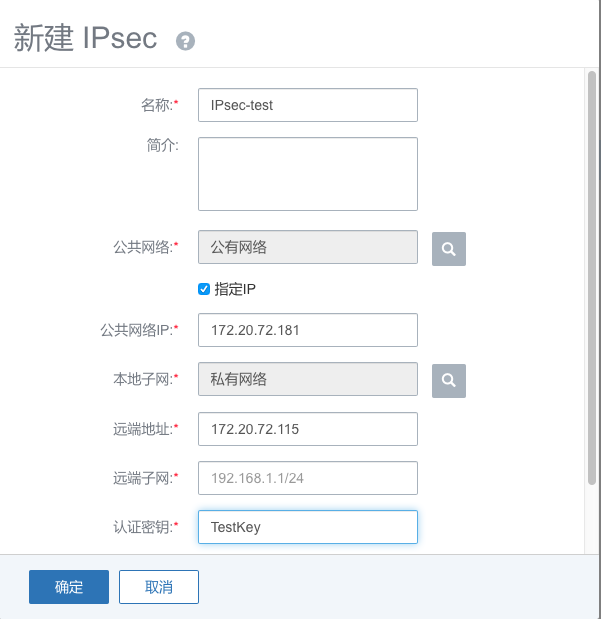 新建 IPsec ?
名称:* IPsec-test
简介:
公共网络:* 公有网络
指定IP
公共网络IP:* 172.20.72.181
本地子网:* 私有网络
远端地址:* 172.20.72.115
远端子网:* 192.168.1.1/24
认证密钥:* TestKey
确定 取消